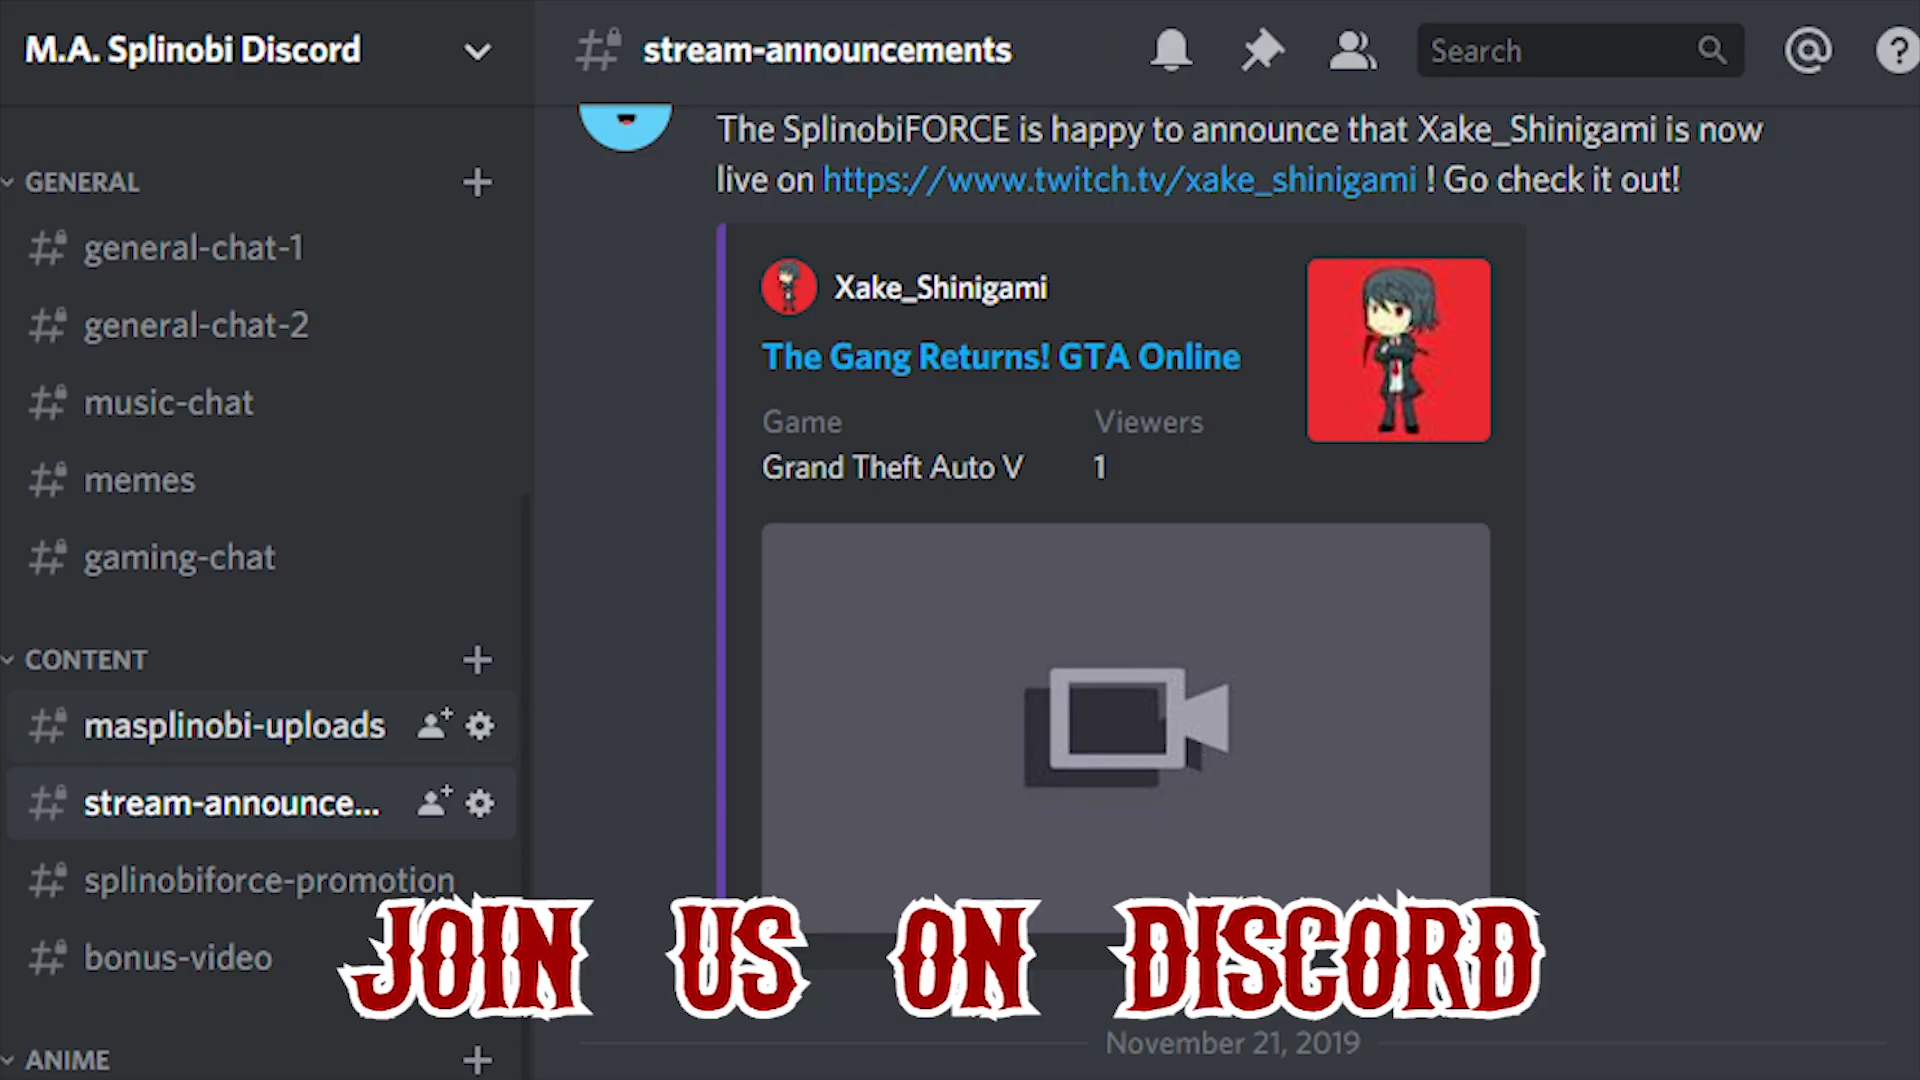 M.A. Splinobi Discord
GENERAL
general-chat-1
general-chat-2
music-chat
memes
gaming-chat
CONTENT
masplinobi-uploads
stream-announce...
splinobiforce-promotion
bonus-video
ANIME
stream-announcements
Search
The SplinobiFORCE is happy to announce that Xake_Shinigami is now
live on https://www.twitch.tv/xake_shinigami ! Go check it out!
Xake_Shinigami
The Gang Returns! GTA Online
Game Viewers
Grand Theft Auto V 1
JOIN US ON DISCORD
November 21, 2019